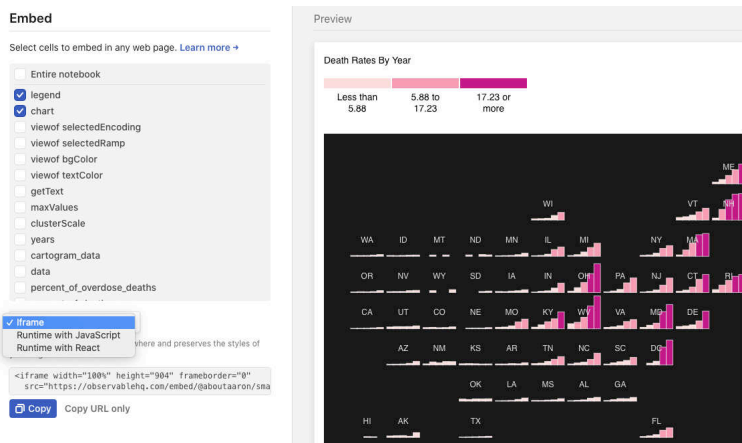 Embed
Select cells to embed in any web page. Learn more →
Entire notebook
legend
chart
viewof selectedEncoding
viewof selectedRamp
viewof bgColor
viewof textColor
getText
maxValues
clusterScale
years
cartogram_data
data
percent_of_overdose_deaths
Iframe
Runtime with JavaScript
Runtime with React
here and preserves the styles of
<iframe width="100%" height="904" frameborder="0"
src="https://observablehq.com/embed/@aboutaaron/sma
Copy
Copy URL only
Preview
Death Rates By Year
Less than 5.88 to 17.23 or
5.88 17.23 more
ME
WI VT NH
WA ID MT ND MN IL MI NY MA
OR NV WY SD IA IN OH PA NJ CT RI
CA UT CO NE MO KY WV VA MD DE
AZ NM KS AR TN NC SC DC
OK LA MS AL GA
HI AK TX FL